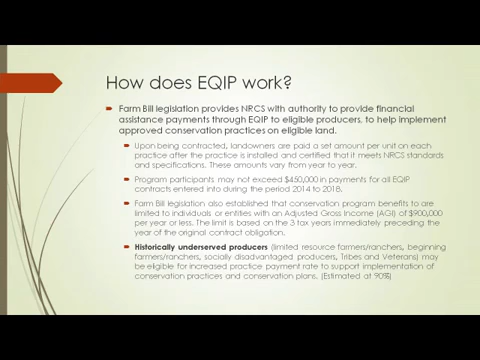 How does EQIP work?
Farm Bill legislation provides NRCS with authority to provide financial
assistance payments through EQIP to eligible producers, to help implement
approved conservation practices on eligible land.
Upon being contracted, landowners are paid a set amount per unit on each
practice after the practice is installed and certified that it meets NRCS standards
and specifications. These amounts vary from year to year.
Program participants may not exceed $450,000 in payments for all EQIP
contracts entered into during the period 2014 to 2018.
Farm Bill legislation also established that conservation program benefits to are
limited to individuals or entities with an Adjusted Gross Income (AGI) of $900,000
per year or less. The limit is based on the 3 tax years immediately preceding the
year of the original contract obligation.
Historically underserved producers (limited resource farmers/ranchers, beginning
farmers/ranchers, socially disadvantaged producers, Tribes and Veterans) may
be eligible for increased practice payment rate to support implementation of
conservation practices and conservation plans. (Estimated at 90%)